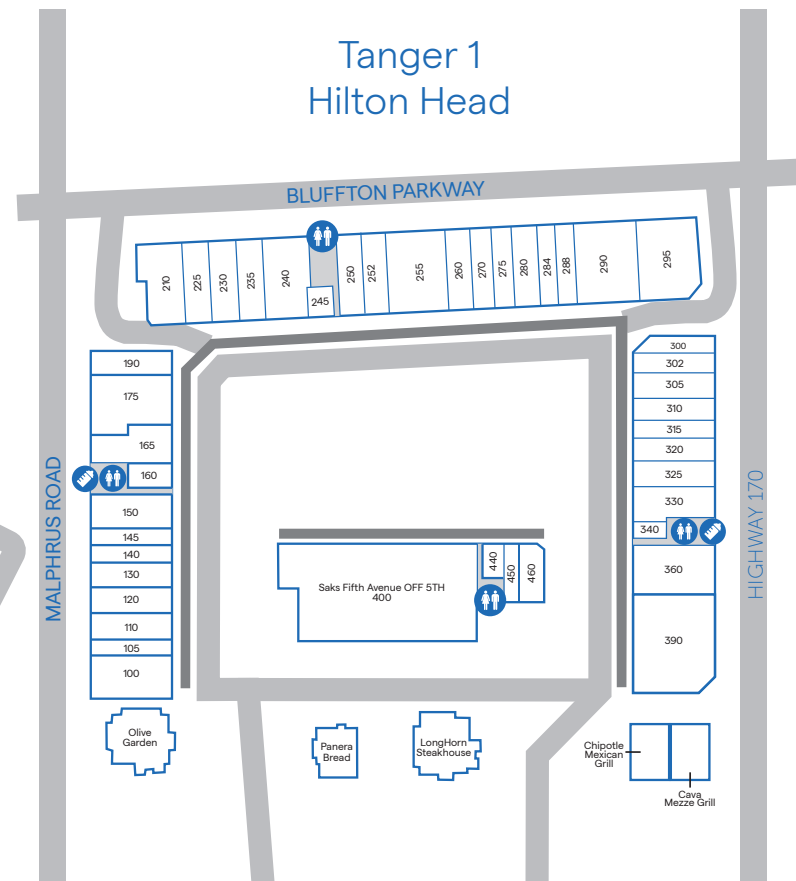 Tanger 1
Hilton Head
BLUFFTON PARKWAY
210
225
230
235
240
245
250
252
255
260
270
275
280
284
288
290
295
190
175
165
160
150
145
140
130
120
110
105
100
MALPHRUS ROAD
300
302
305
310
315
320
325
330
340
360
390
HIGHWAY 170
Saks Fifth Avenue OFF 5TH
400
440
450
460
Olive
Garden
Panera
Bread
LongHorn
Steakhouse
Chipotle
Mexican
Grill
Cava
Mezze Grill